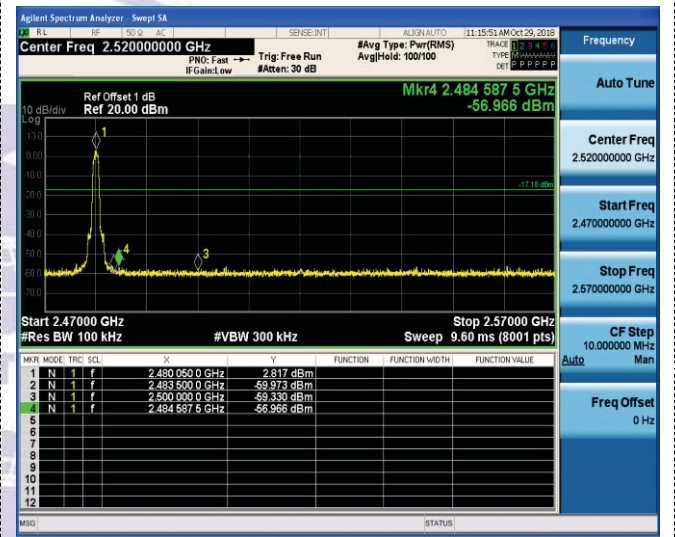 Agilent Spectrum Analyzer - Swept SA
RL RF 50 Ω AC SENSE:INT ALIGN AUTO 11:15:51 AM Oct 29, 2018
Center Freq 2.520000000 GHz
PNO: Fast
IFGain:Low
Trig: Free Run
#Atten: 30 dB
#Avg Type: Pwr(RMS)
Avg|Hold: 100/100
TRACE 1 2 3 4 5 6
TYPE
DET P P P P P P
Mkr4 2.484 587 5 GHz
-56.966 dBm
Ref Offset 1 dB
10 dB/div Ref 20.00 dBm
Log
10.0
0.00
-10.0
-20.0
-30.0
-40.0
-50.0
-60.0
-70.0
1
4
3
-17.18 dBm
Start 2.47000 GHz Stop 2.57000 GHz
#Res BW 100 kHz #VBW 300 kHz Sweep 9.60 ms (8001 pts)
MKR MODE TRC SCL X Y FUNCTION FUNCTION WIDTH FUNCTION VALUE
1 N 1 f 2.480 050 0 GHz 2.817 dBm
2 N 1 f 2.483 500 0 GHz -59.973 dBm
3 N 1 f 2.500 000 0 GHz -59.330 dBm
4 N 1 f 2.484 587 5 GHz -56.966 dBm
5
6
7
8
9
10
11
12
MSG STATUS
Frequency
Auto Tune
Center Freq
2.520000000 GHz
Start Freq
2.470000000 GHz
Stop Freq
2.570000000 GHz
CF Step
10.000000 MHz
Auto Man
Freq Offset
0 Hz